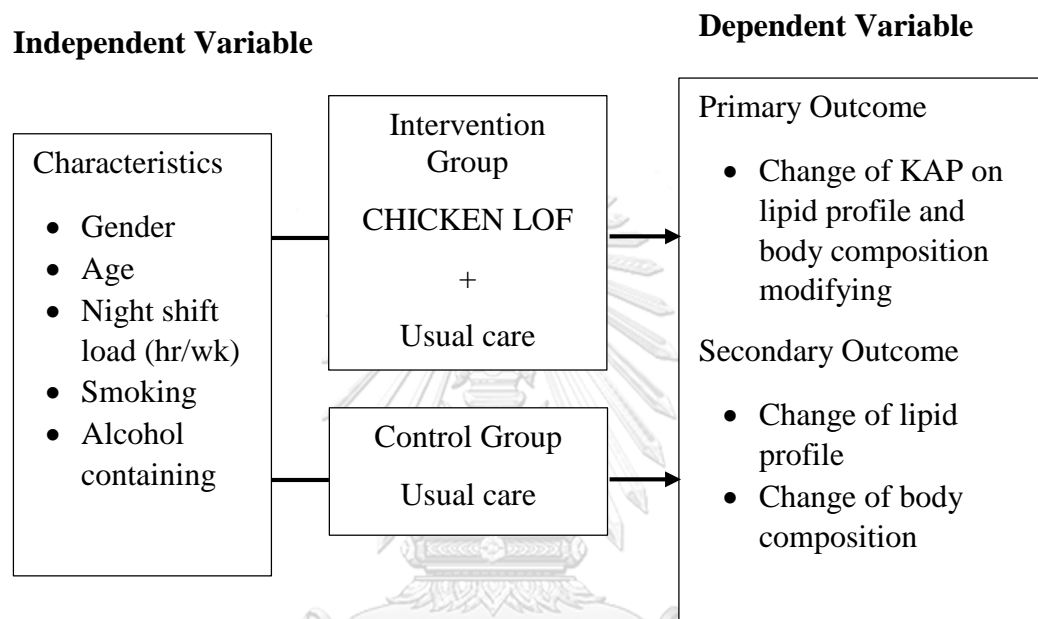 Independent Variable
Dependent Variable
Characteristics
• Gender
• Age
• Night shift
load (hr/wk)
• Smoking
• Alcohol
containing
Intervention
Group
CHICKEN LOF
+
Usual care
Control Group
Usual care
Primary Outcome
• Change of KAP on
lipid profile and
body composition
modifying
Secondary Outcome
• Change of lipid
profile
• Change of body
composition